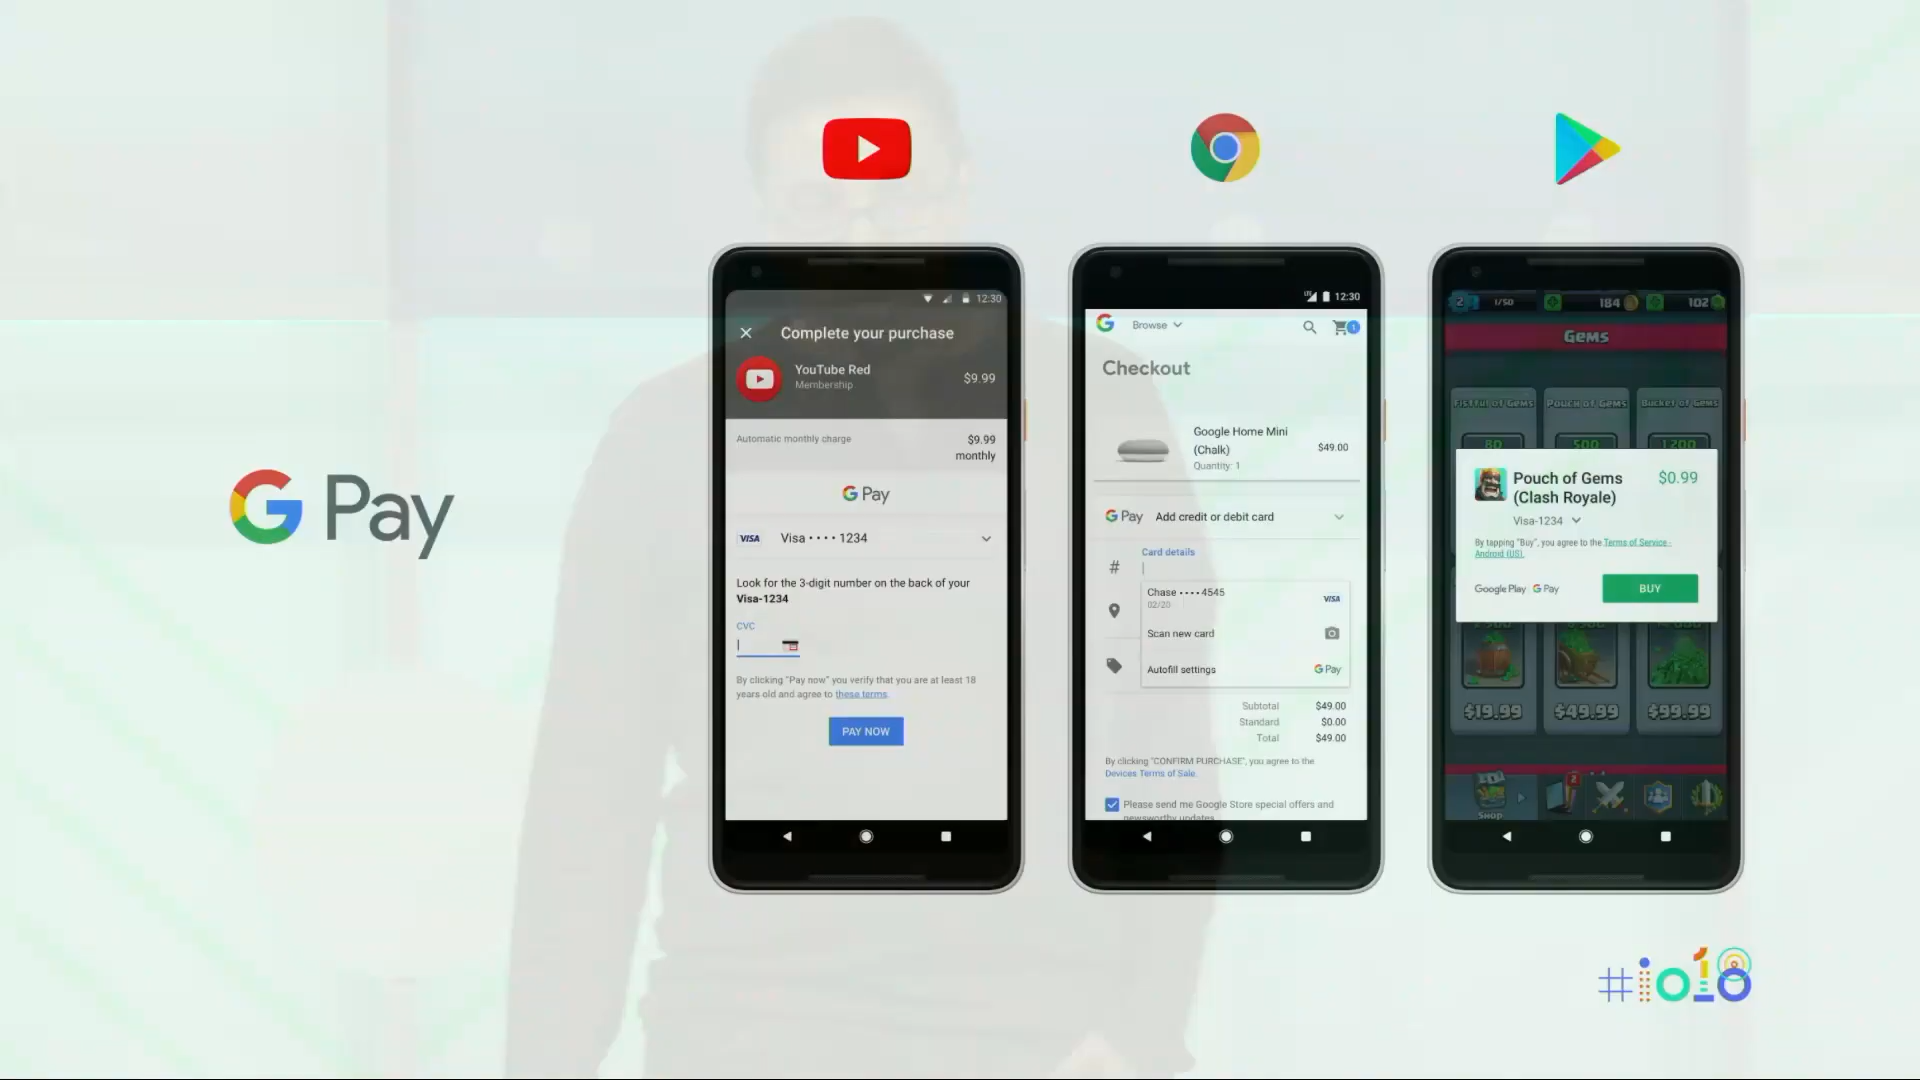 G Pay
12:30
Complete your purchase
YouTube Red
Membership
$9.99
Automatic monthly charge
$9.99
monthly
G Pay
VISA
Visa •••• 1234
Look for the 3-digit number on the back of your
Visa-1234
CVC
By clicking "Pay now" you verify that you are at least 18
years old and agree to these terms.
PAY NOW
LTE
12:30
G
Browse
1
Checkout
Google Home Mini
(Chalk)
Quantity: 1
$49.00
G Pay
Add credit or debit card
Card details
#
Chase •••• 4545
02/20
VISA
Scan new card
Autofill settings
G Pay
Subtotal $49.00
Standard $0.00
Total $49.00
By clicking "CONFIRM PURCHASE", you agree to the
Devices Terms of Sale.
Please send me Google Store special offers and
newsworthy updates
2
1/50
184
102
Gems
Fistful of Gems
Pouch of Gems
Bucket of Gems
80
500
1200
Pouch of Gems
(Clash Royale)
$0.99
Visa-1234
By tapping "Buy", you agree to the Terms of Service -
Android (US).
Google Play
G Pay
BUY
$19.99
$49.99
$99.99
2
Shop
#io18